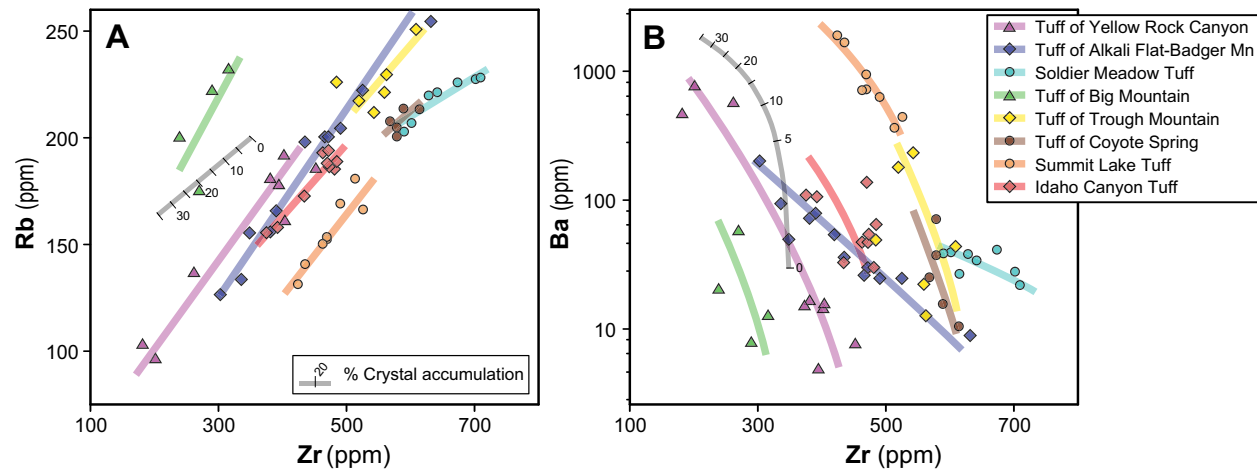 A
Rb (ppm)
250
200
150
100
0
10
20
30
20
% Crystal accumulation
100
300
500
700
Zr (ppm)
B
Ba (ppm)
1000
100
10
30
20
10
5
0
100
300
500
700
Zr (ppm)
Tuff of Yellow Rock Canyon
Tuff of Alkali Flat-Badger Mn
Soldier Meadow Tuff
Tuff of Big Mountain
Tuff of Trough Mountain
Tuff of Coyote Spring
Summit Lake Tuff
Idaho Canyon Tuff